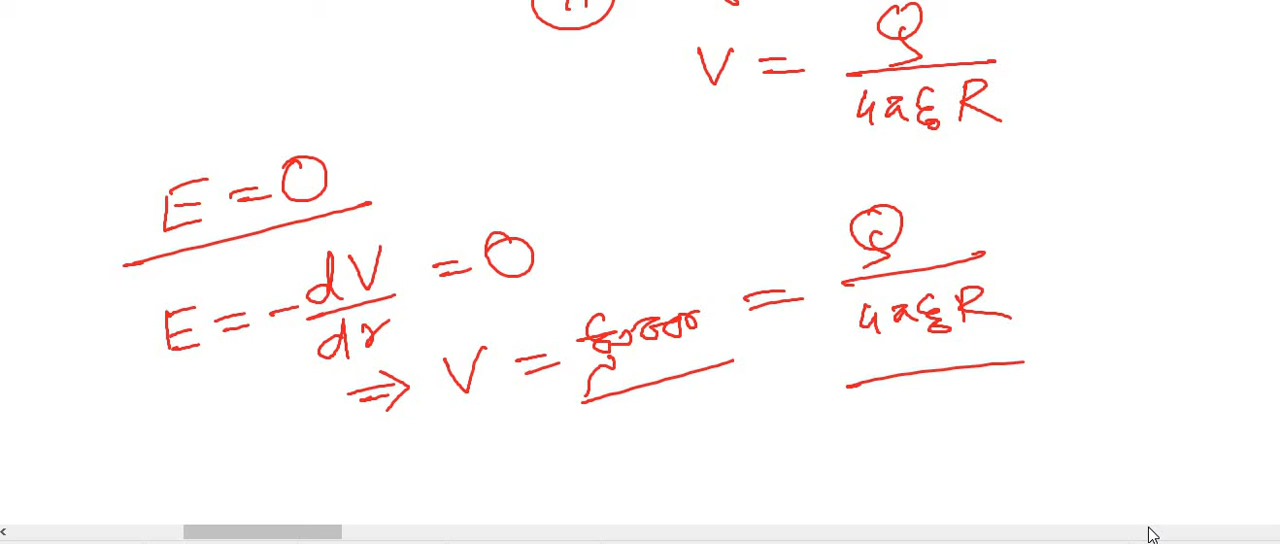 V = Q / 4πε₀R
E = 0
E = - dV/dr = 0
⇒ V = = Q / 4πε₀R